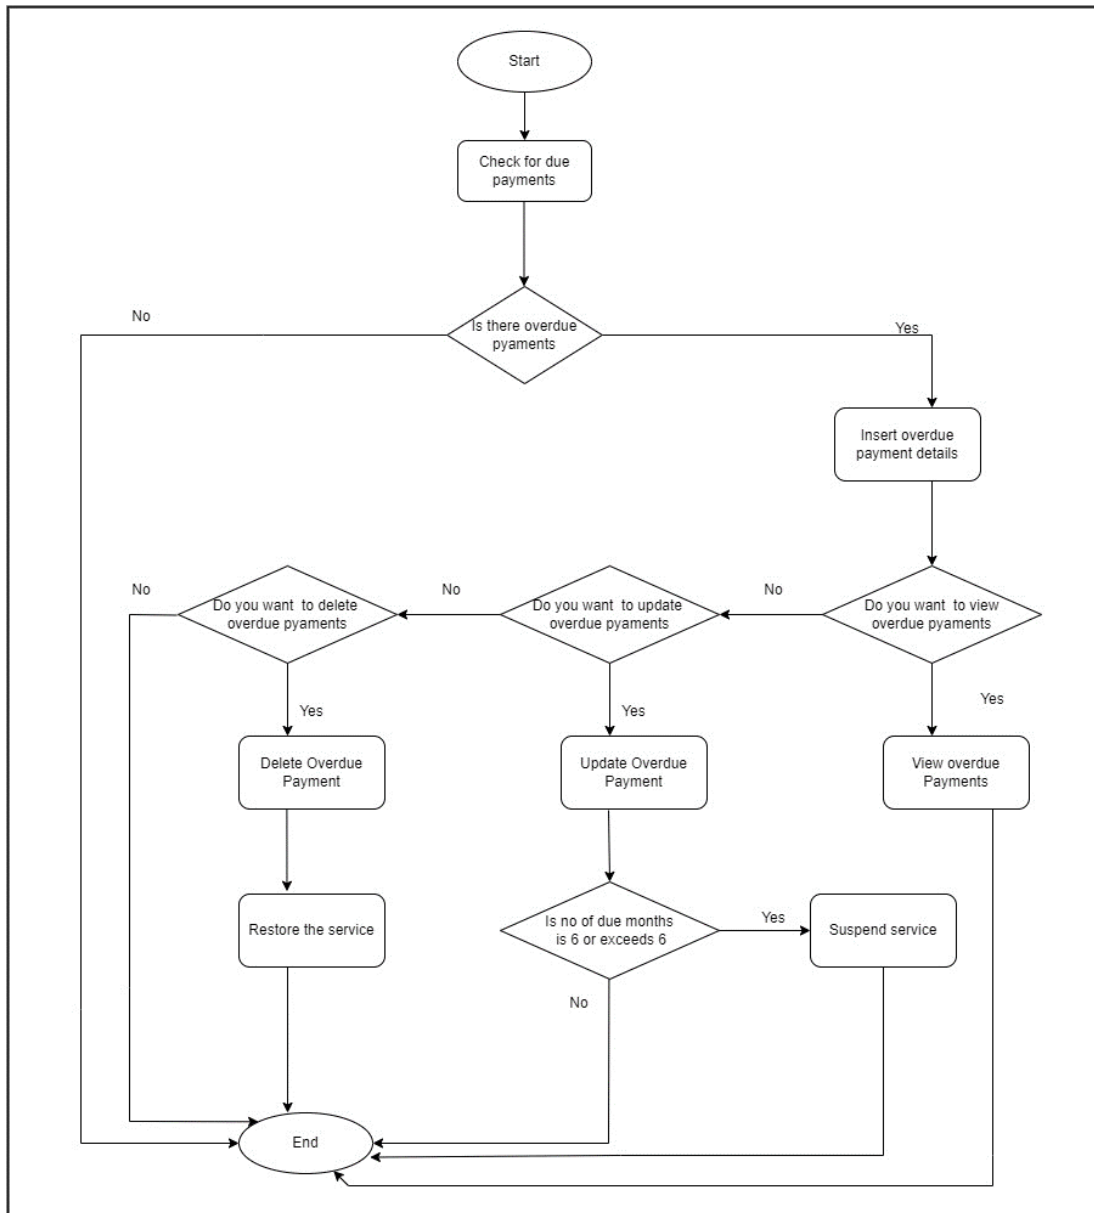 Start
Check for due
payments
Is there overdue
pyaments
No
Yes
Insert overdue
payment details
No
Do you want  to delete
overdue pyaments
No
Do you want  to update
overdue pyaments
No
Do you want  to view
overdue pyaments
Yes
Yes
Yes
Delete Overdue
Payment
Update Overdue
Payment
View overdue
Payments
Restore the service
Is no of due months
is 6 or exceeds 6
Yes
Suspend service
No
End